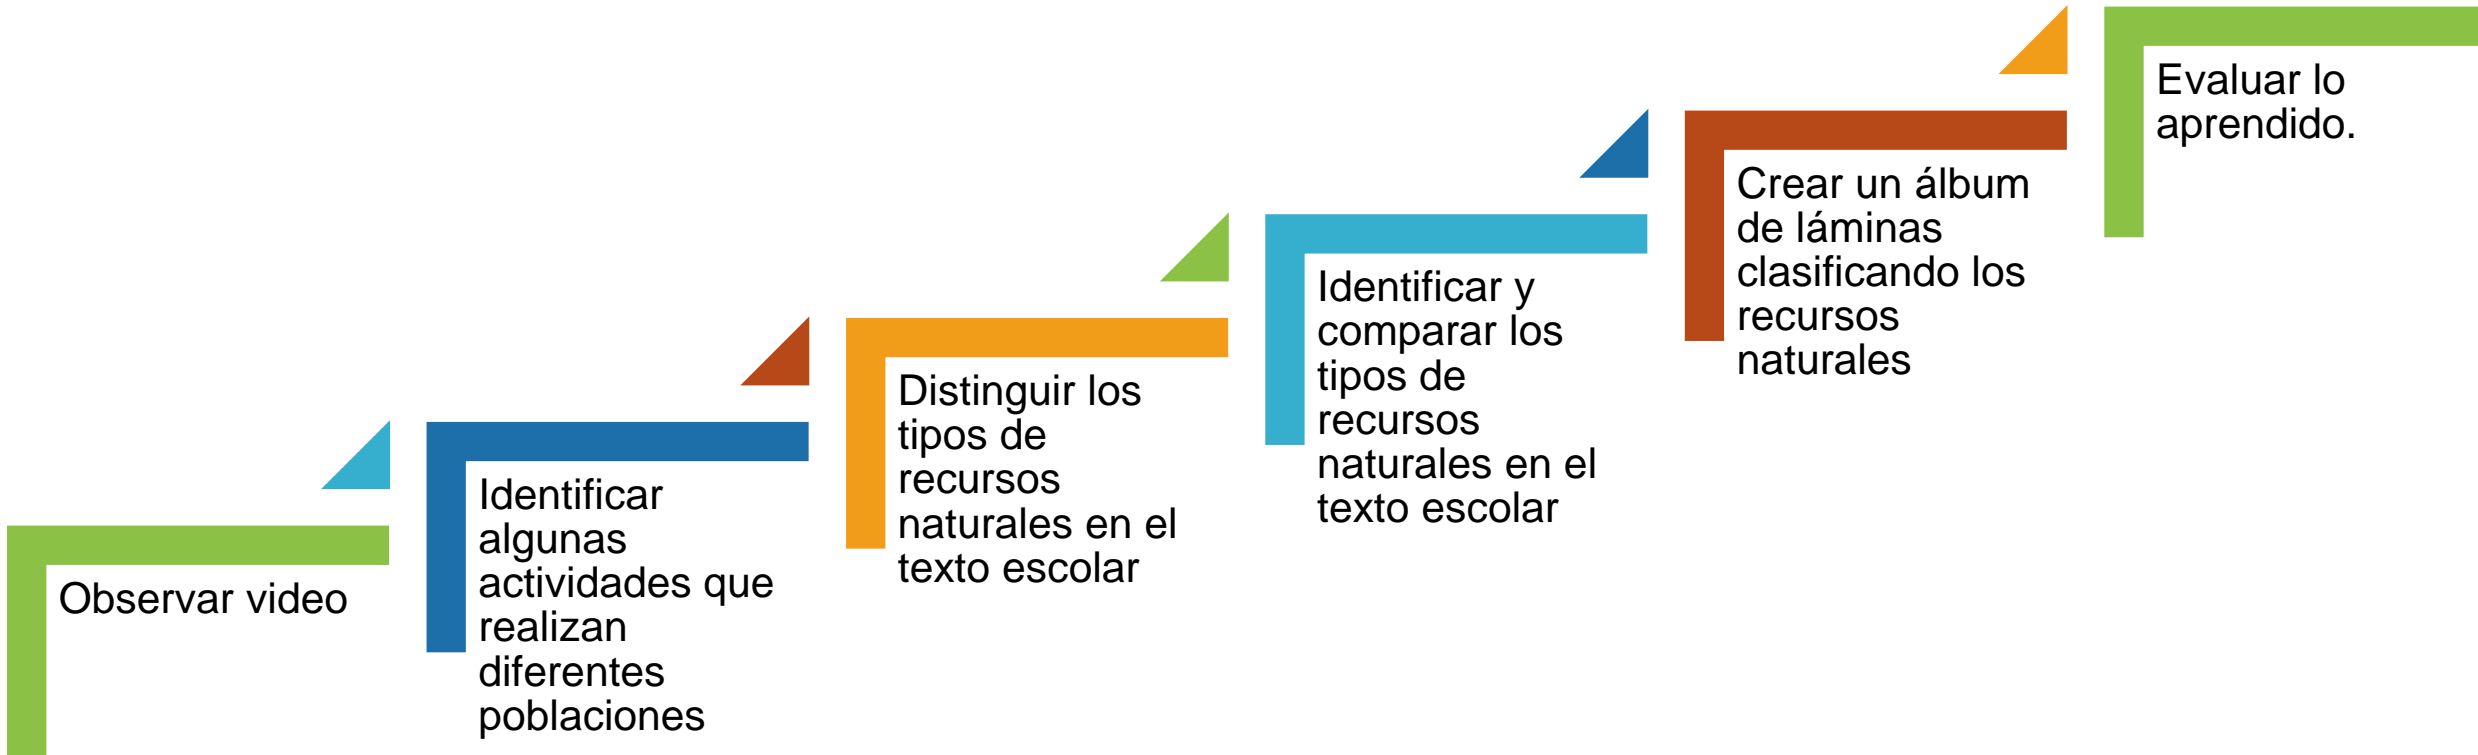 Observar video
Identificar
algunas
actividades que
realizan
diferentes
poblaciones
Distinguir los
tipos de
recursos
naturales en el
texto escolar
Identificar y
comparar los
tipos de
recursos
naturales en el
texto escolar
Crear un álbum
de láminas
clasificando los
recursos
naturales
Evaluar lo
aprendido.